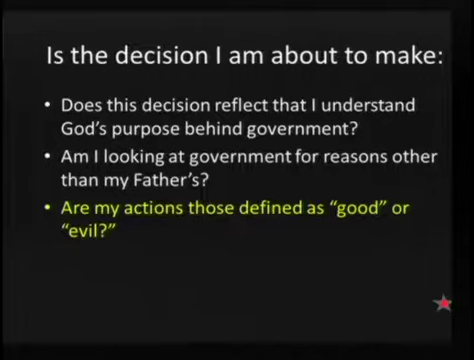 Is the decision I am about to make:
• Does this decision reflect that I understand
God's purpose behind government?
• Am I looking at government for reasons other
than my Father's?
• Are my actions those defined as “good” or
“evil?”